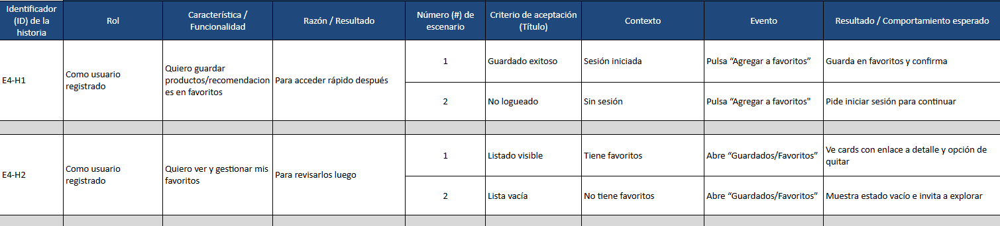 Identificador (ID) de la historia
Rol
Característica / Funcionalidad
Razón / Resultado
Número (#) de escenario
Criterio de aceptación (Título)
Contexto
Evento
Resultado / Comportamiento esperado
E4-H1
Como usuario registrado
Quiero guardar productos/recomendaciones en favoritos
Para acceder rápido después
1
Guardado exitoso
Sesión iniciada
Pulsa “Agregar a favoritos”
Guarda en favoritos y confirma
2
No logueado
Sin sesión
Pulsa “Agregar a favoritos"
Pide iniciar sesión para continuar
E4-H2
Como usuario registrado
Quiero ver y gestionar mis favoritos
Para revisarlos luego
1
Listado visible
Tiene favoritos
Abre “Guardados/Favoritos”
Ve cards con enlace a detalle y opción de quitar
2
Lista vacía
No tiene favoritos
Abre “Guardados/Favoritos”
Muestra estado vacío e invita a explorar